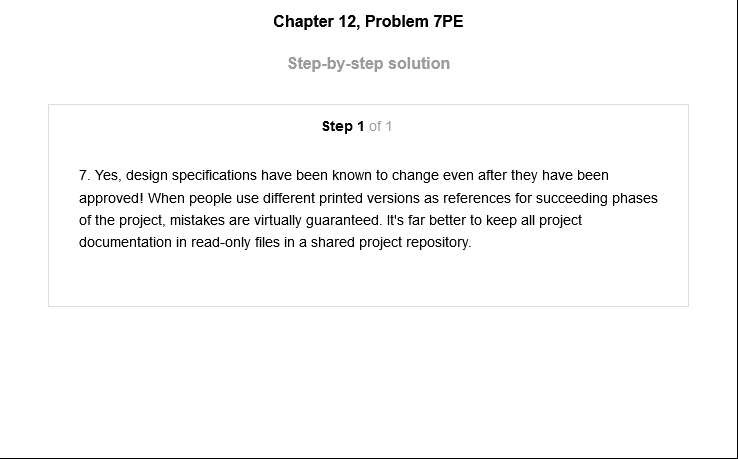 Chapter 12, Problem 7PE
Step-by-step solution
Step 1 of 1
7. Yes, design specifications have been known to change even after they have been
approved! When people use different printed versions as references for succeeding phases
of the project, mistakes are virtually guaranteed. It's far better to keep all project
documentation in read-only files in a shared project repository.